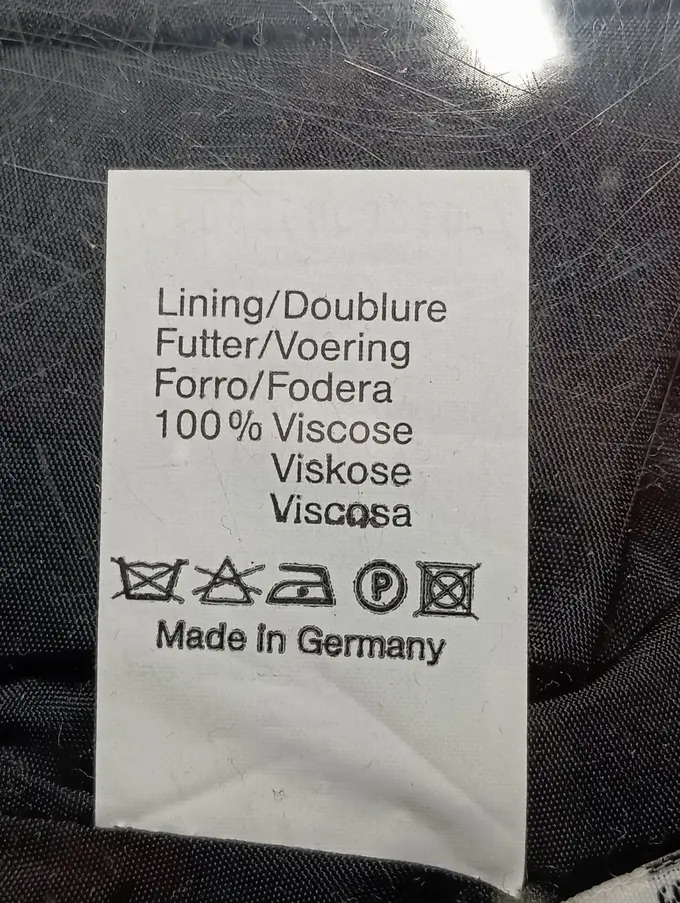 Lining/Doublure
Futter/Voering
Forro/Fodera
100% Viscose
Viskose
Viscosa
P
Made in Germany